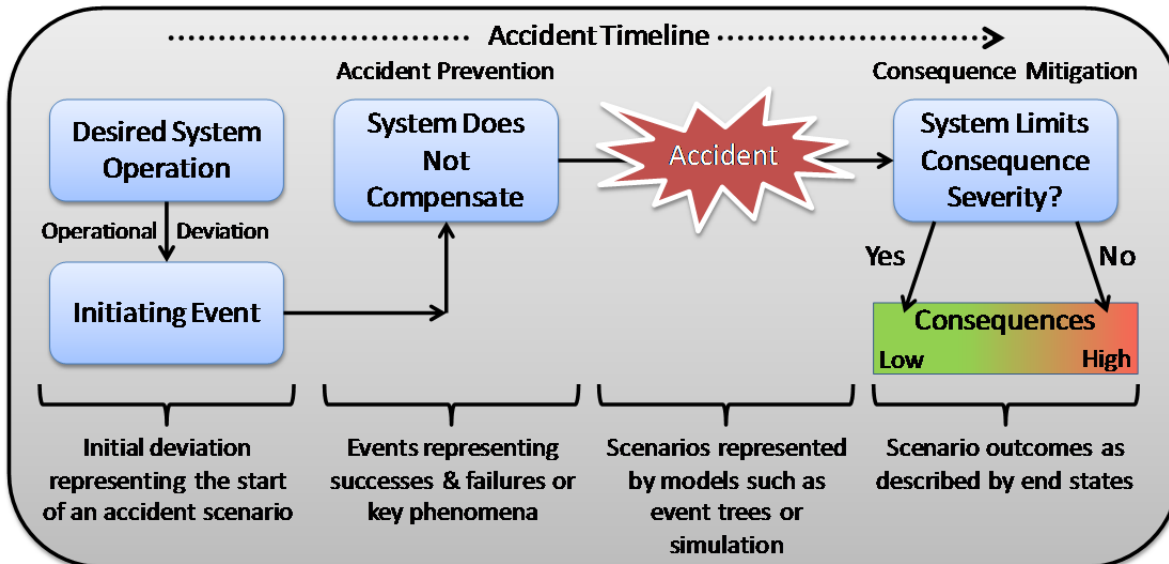 Accident Timeline
Accident Prevention
Consequence Mitigation
Desired System
Operation
System Does
Not
Compensate
Accident
System Limits
Consequence
Severity?
Operational Deviation
Yes
No
Initiating Event
Consequences
Low
High
Initial deviation
representing the start
of an accident scenario
Events representing
successes & failures or
key phenomena
Scenarios represented
by models such as
event trees or
simulation
Scenario outcomes as
described by end states